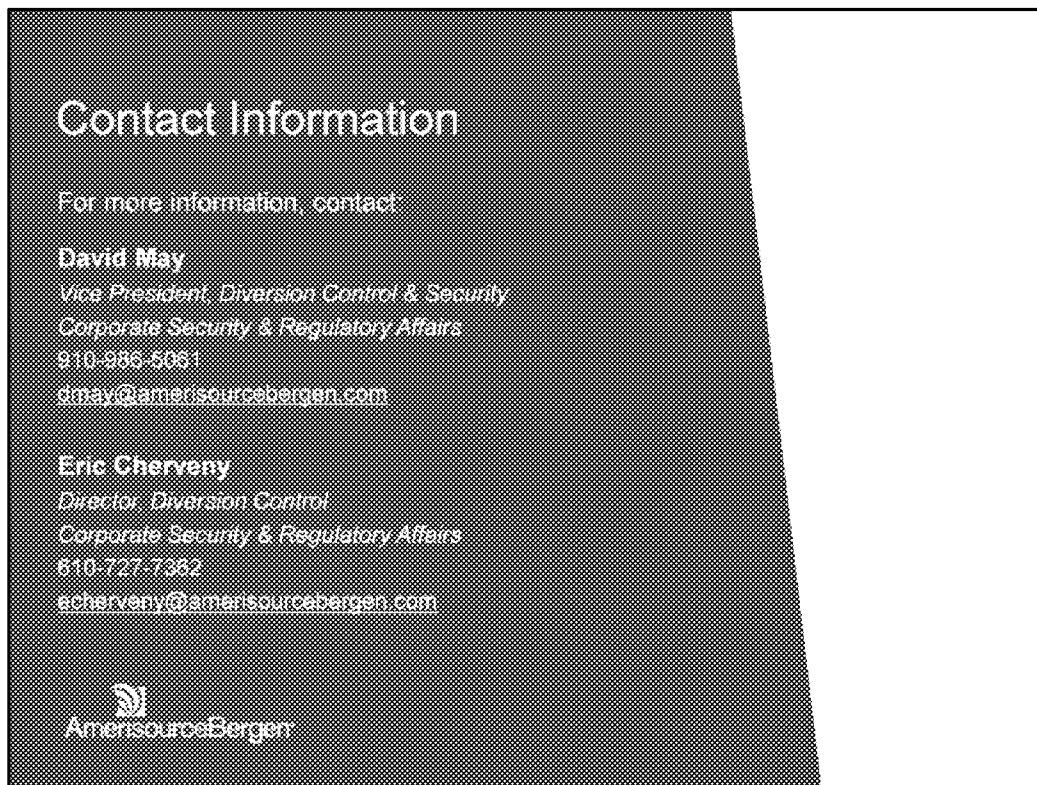 Contact Information
For more information, contact:
David May
Vice President, Diversion Control & Security
Corporate Security & Regulatory Affairs
910-986-5061
dmay@amerisourcebergen.com
Eric Cherveny
Director, Diversion Control
Corporate Security & Regulatory Affairs
610-727-7362
echerveny@amerisourcebergen.com
AmerisourceBergen